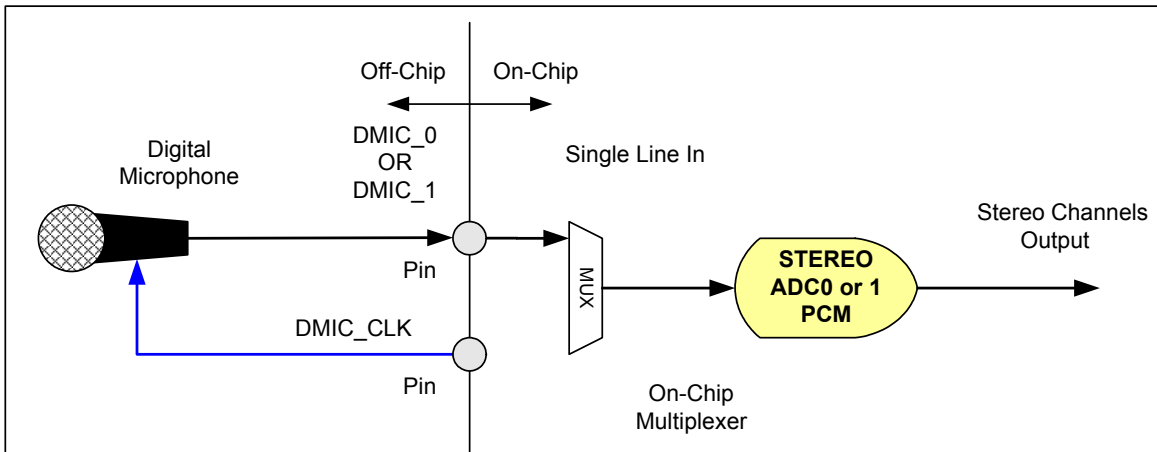 Off-Chip
On-Chip
DMIC_0
OR
DMIC_1
Digital
Microphone
Single Line In
Stereo Channels
Output
Pin
MUX
STEREO
ADC0 or 1
PCM
DMIC_CLK
Pin
On-Chip
Multiplexer